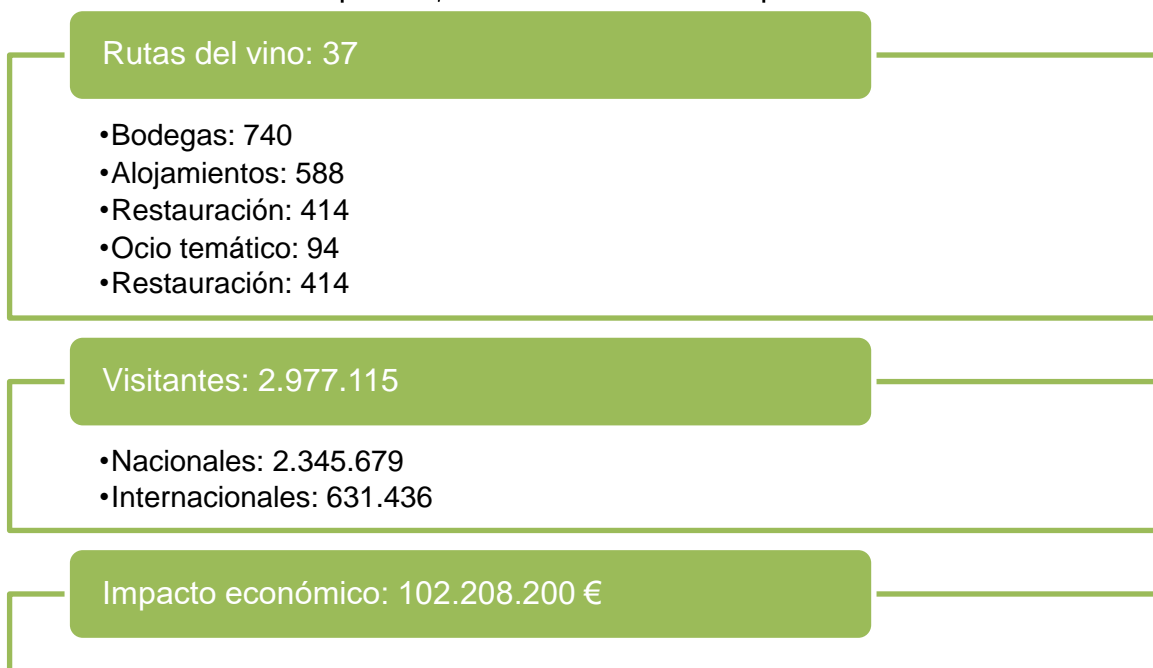 Rutas del vino: 37
•Bodegas: 740
•Alojamientos: 588
•Restauración: 414
•Ocio temático: 94
•Restauración: 414
Visitantes: 2.977.115
•Nacionales: 2.345.679
•Internacionales: 631.436
Impacto económico: 102.208.200 €